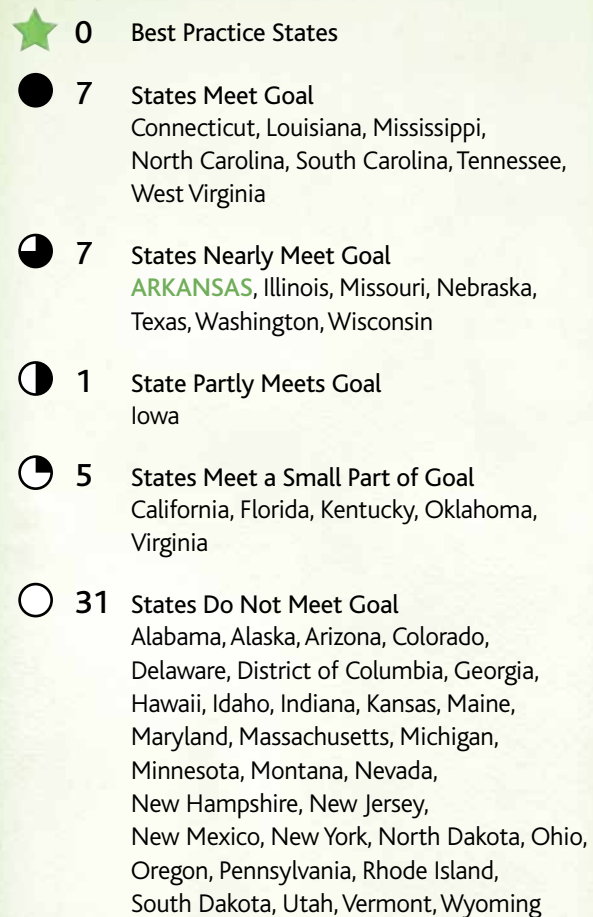 0 Best Practice States
7 States Meet Goal
Connecticut, Louisiana, Mississippi,
North Carolina, South Carolina, Tennessee,
West Virginia
7 States Nearly Meet Goal
ARKANSAS, Illinois, Missouri, Nebraska,
Texas, Washington, Wisconsin
1 State Partly Meets Goal
Iowa
5 States Meet a Small Part of Goal
California, Florida, Kentucky, Oklahoma,
Virginia
31 States Do Not Meet Goal
Alabama, Alaska, Arizona, Colorado,
Delaware, District of Columbia, Georgia,
Hawaii, Idaho, Indiana, Kansas, Maine,
Maryland, Massachusetts, Michigan,
Minnesota, Montana, Nevada,
New Hampshire, New Jersey,
New Mexico, New York, North Dakota, Ohio,
Oregon, Pennsylvania, Rhode Island,
South Dakota, Utah, Vermont, Wyoming